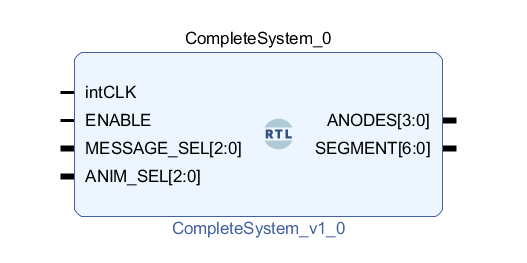 CompleteSystem_0
intCLK
ENABLE
MESSAGE_SEL[2:0]
ANIM_SEL[2:0]
RTL
ANODES[3:0]
SEGMENT[6:0]
CompleteSystem_v1_0